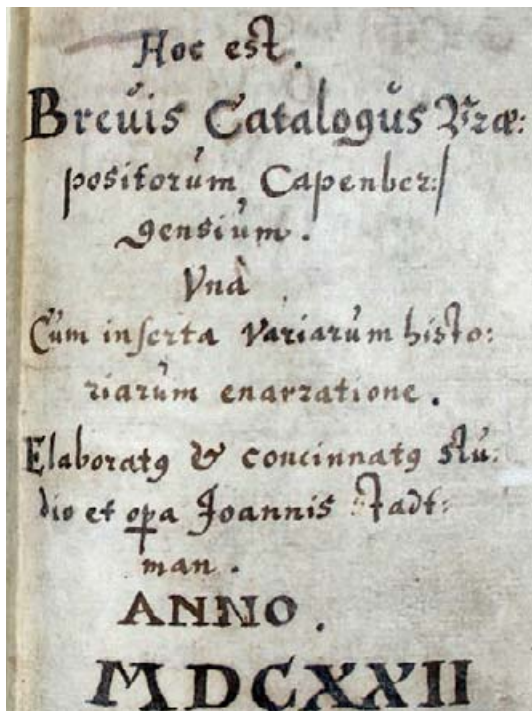 Hoc est.
Breuis Catalogus Præ:
positorum Capenber:/
gensium.
Vnà
Cum inserta variarum histo:
riarum enarratione.
Elaboratꝰ & concinnatꝰ stu:
dio et opa Joannis Stadt:
man.
ANNO.
MDCXXII